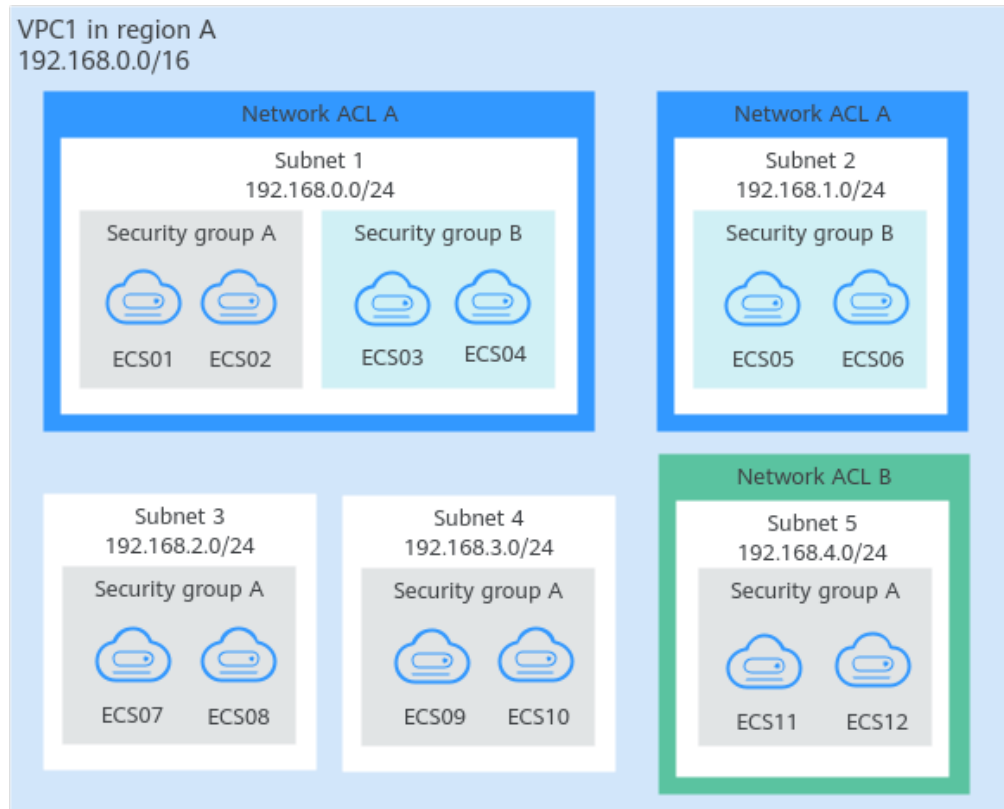 VPC1 in region A
192.168.0.0/16
Network ACL A
Subnet 1
192.168.0.0/24
Security group A
ECS01
ECS02
Security group B
ECS03
ECS04
Network ACL A
Subnet 2
192.168.1.0/24
Security group B
ECS05
ECS06
Subnet 3
192.168.2.0/24
Security group A
ECS07
ECS08
Subnet 4
192.168.3.0/24
Security group A
ECS09
ECS10
Network ACL B
Subnet 5
192.168.4.0/24
Security group A
ECS11
ECS12